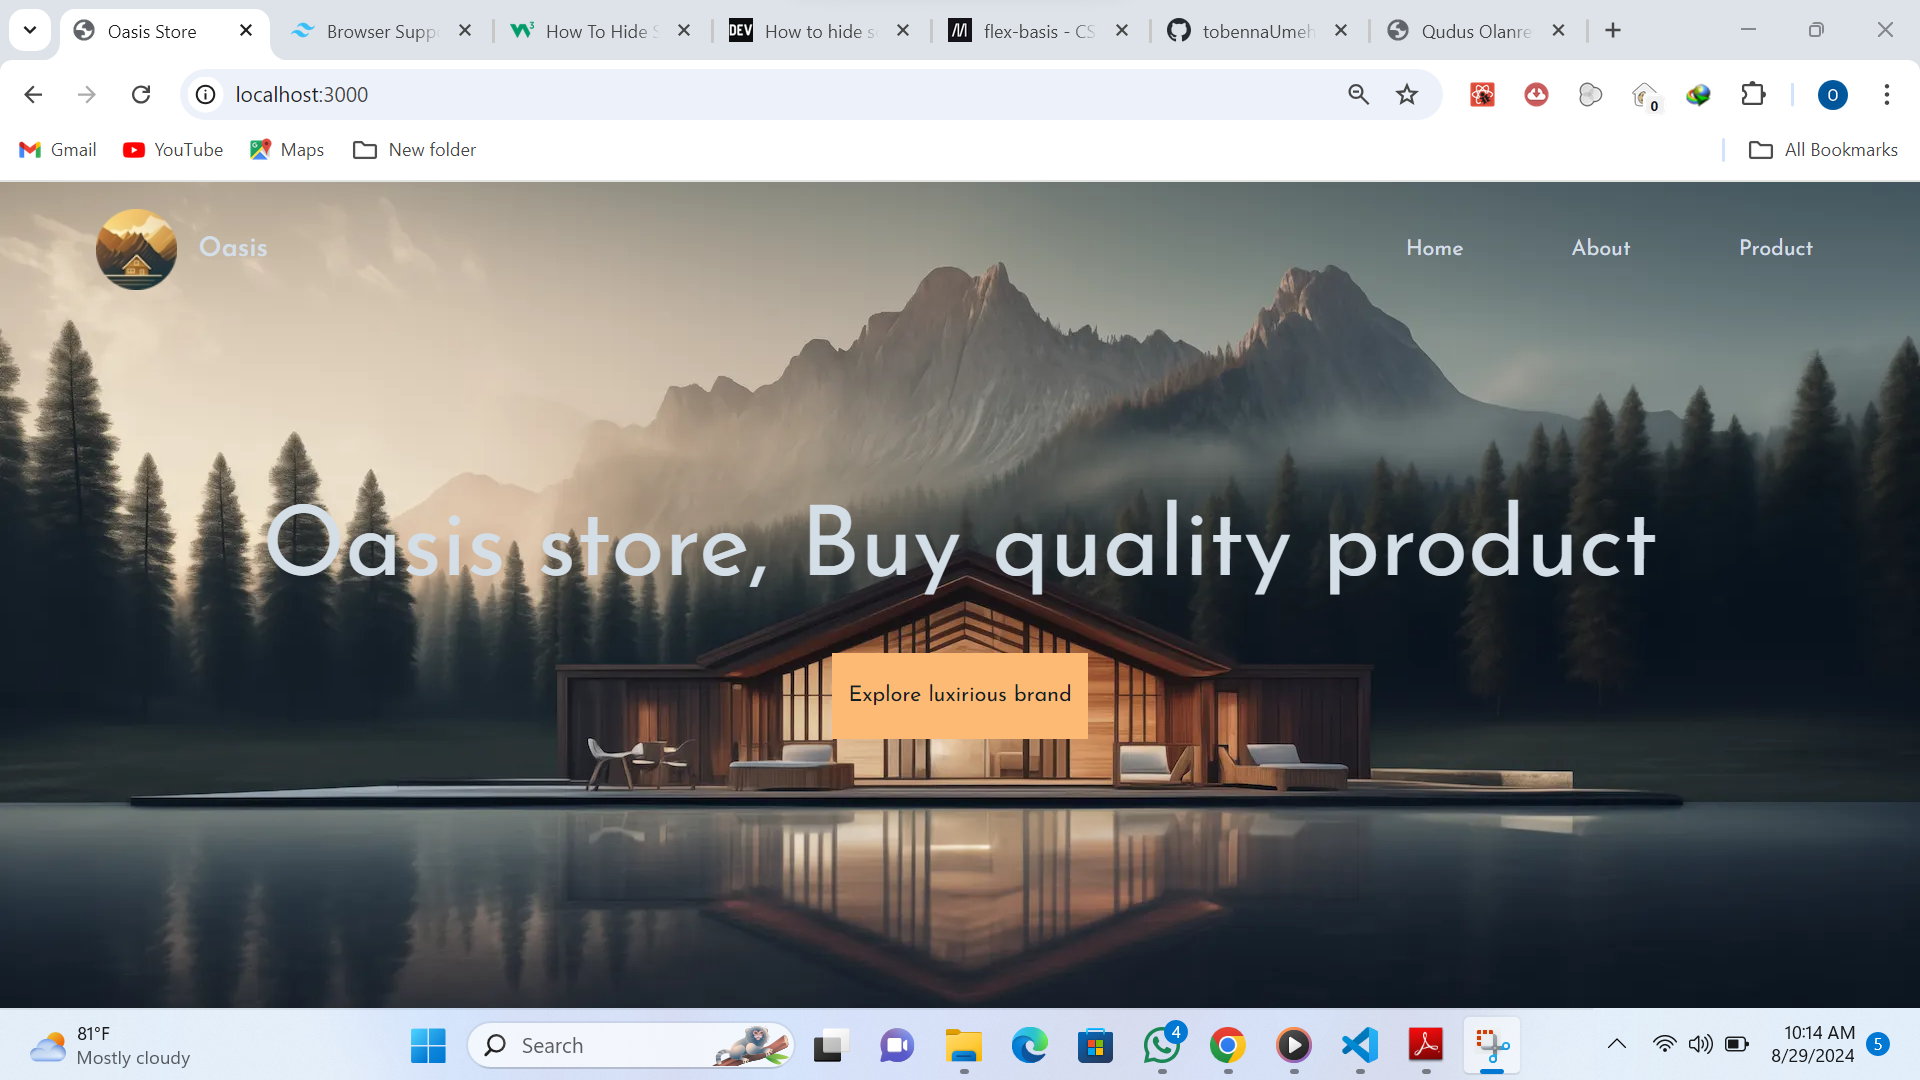 Oasis Store
Browser Supp
How To Hide S
DEV
How to hide s
flex-basis - CS
tobennaUmeh
Qudus Olanre
localhost:3000
0
O
Gmail
YouTube
Maps
New folder
All Bookmarks
Oasis
Home
About
Product
Oasis store, Buy quality product
Explore luxirious brand
81°F
Mostly cloudy
Search
4
10:14 AM
8/29/2024
5